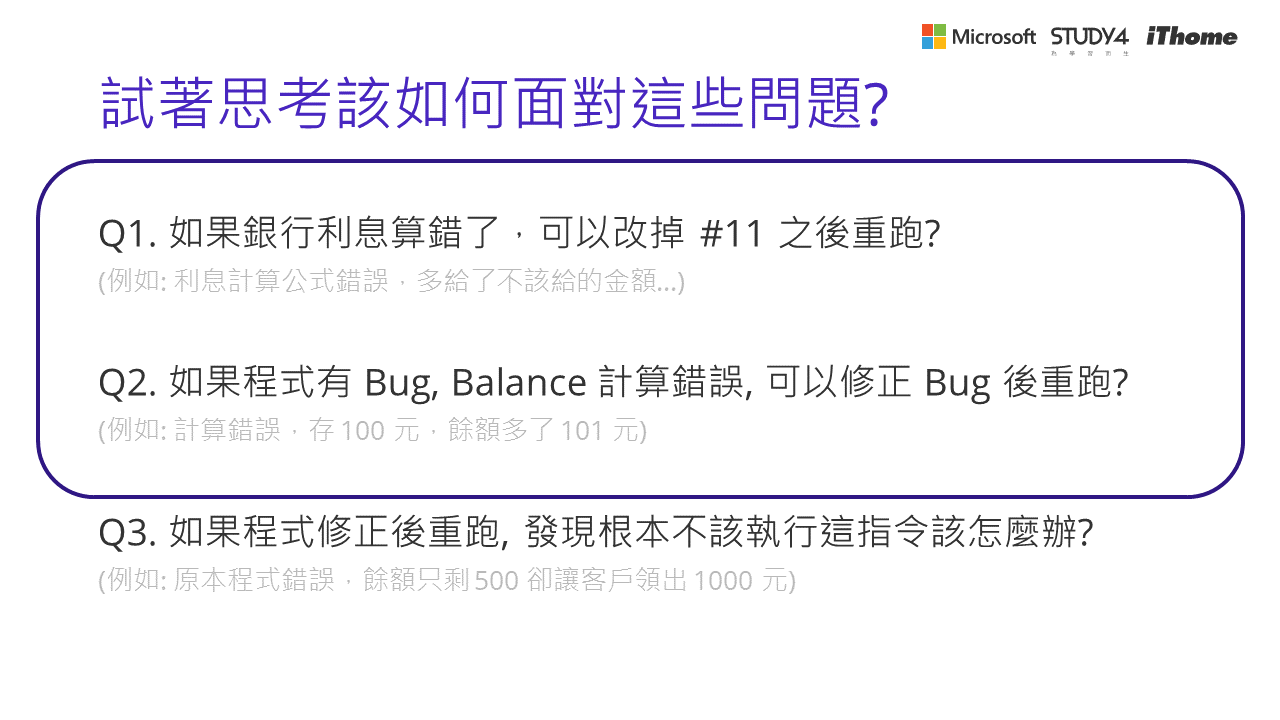 Microsoft STUDY4 iThome
為 學 習 而 生
試著思考該如何面對這些問題?
Q1. 如果銀行利息算錯了，可以改掉 #11 之後重跑?
(例如: 利息計算公式錯誤，多給了不該給的金額...)
Q2. 如果程式有 Bug, Balance 計算錯誤, 可以修正 Bug 後重跑?
(例如: 計算錯誤，存 100 元，餘額多了 101 元)
Q3. 如果程式修正後重跑, 發現根本不該執行這指令該怎麼辦?
(例如: 原本程式錯誤，餘額只剩 500 卻讓客戶領出 1000 元)